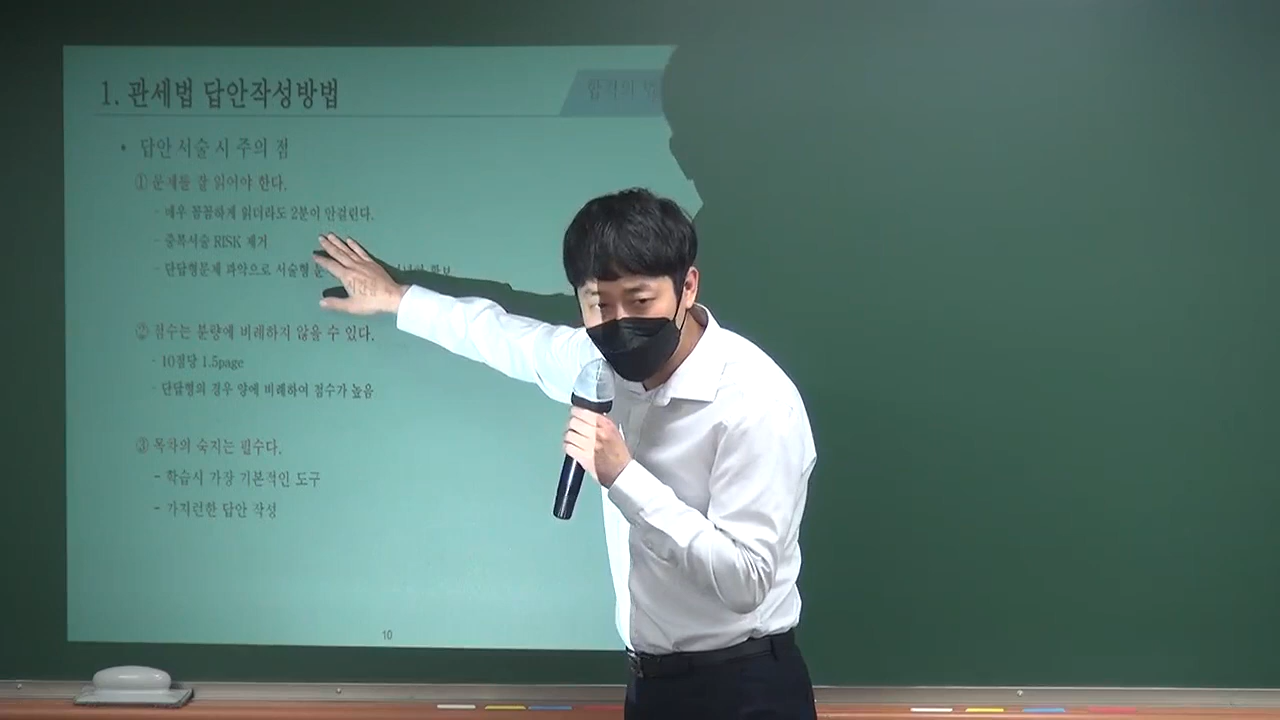 1. 관세법 답안작성방법
합격의
• 답안 서술 시 주의 점
① 문제를 잘 읽어야 한다.
- 매우 꼼꼼하게 읽더라도 2분이 안걸린다.
- 중복서술 RISK 제거
- 단답형문제 파악으로 서술형 확보
② 점수는 분량에 비례하지 않을 수 있다.
- 10점당 1.5page
- 단답형의 경우 양에 비례하여 점수가 높음
③ 목차의 숙지는 필수다.
- 학습시 가장 기본적인 도구
- 가지런한 답안 작성
10